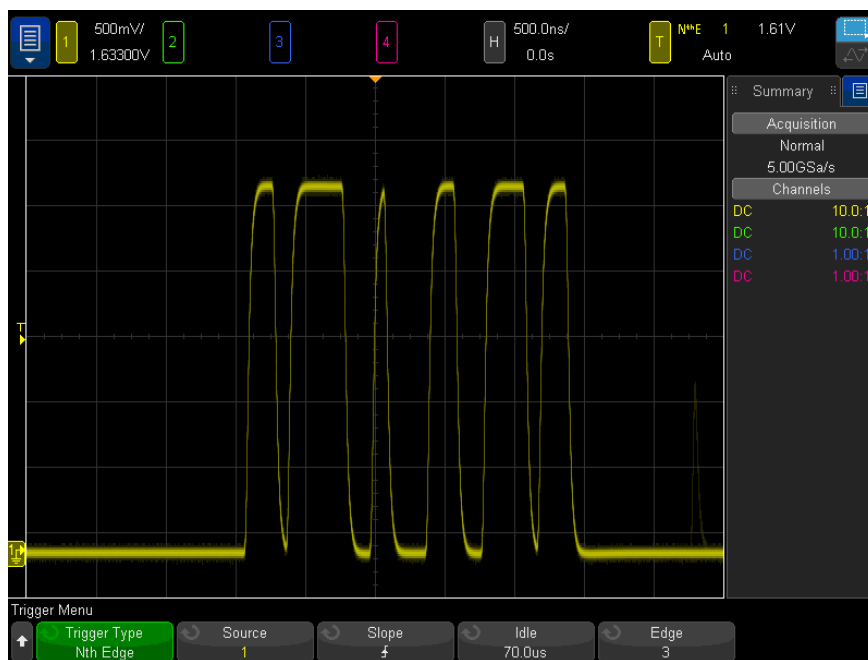 1 500mV/ 2 3 4 H 500.0ns/ T NthE 1 1.61V
1.63300V 0.0s Auto
Summary
Acquisition
Normal
5.00GSa/s
Channels
DC 10.0:1
DC 10.0:1
DC 1.00:1
DC 1.00:1
T
1
Trigger Menu
Trigger Type Source Slope Idle Edge
Nth Edge 1 70.0us 3